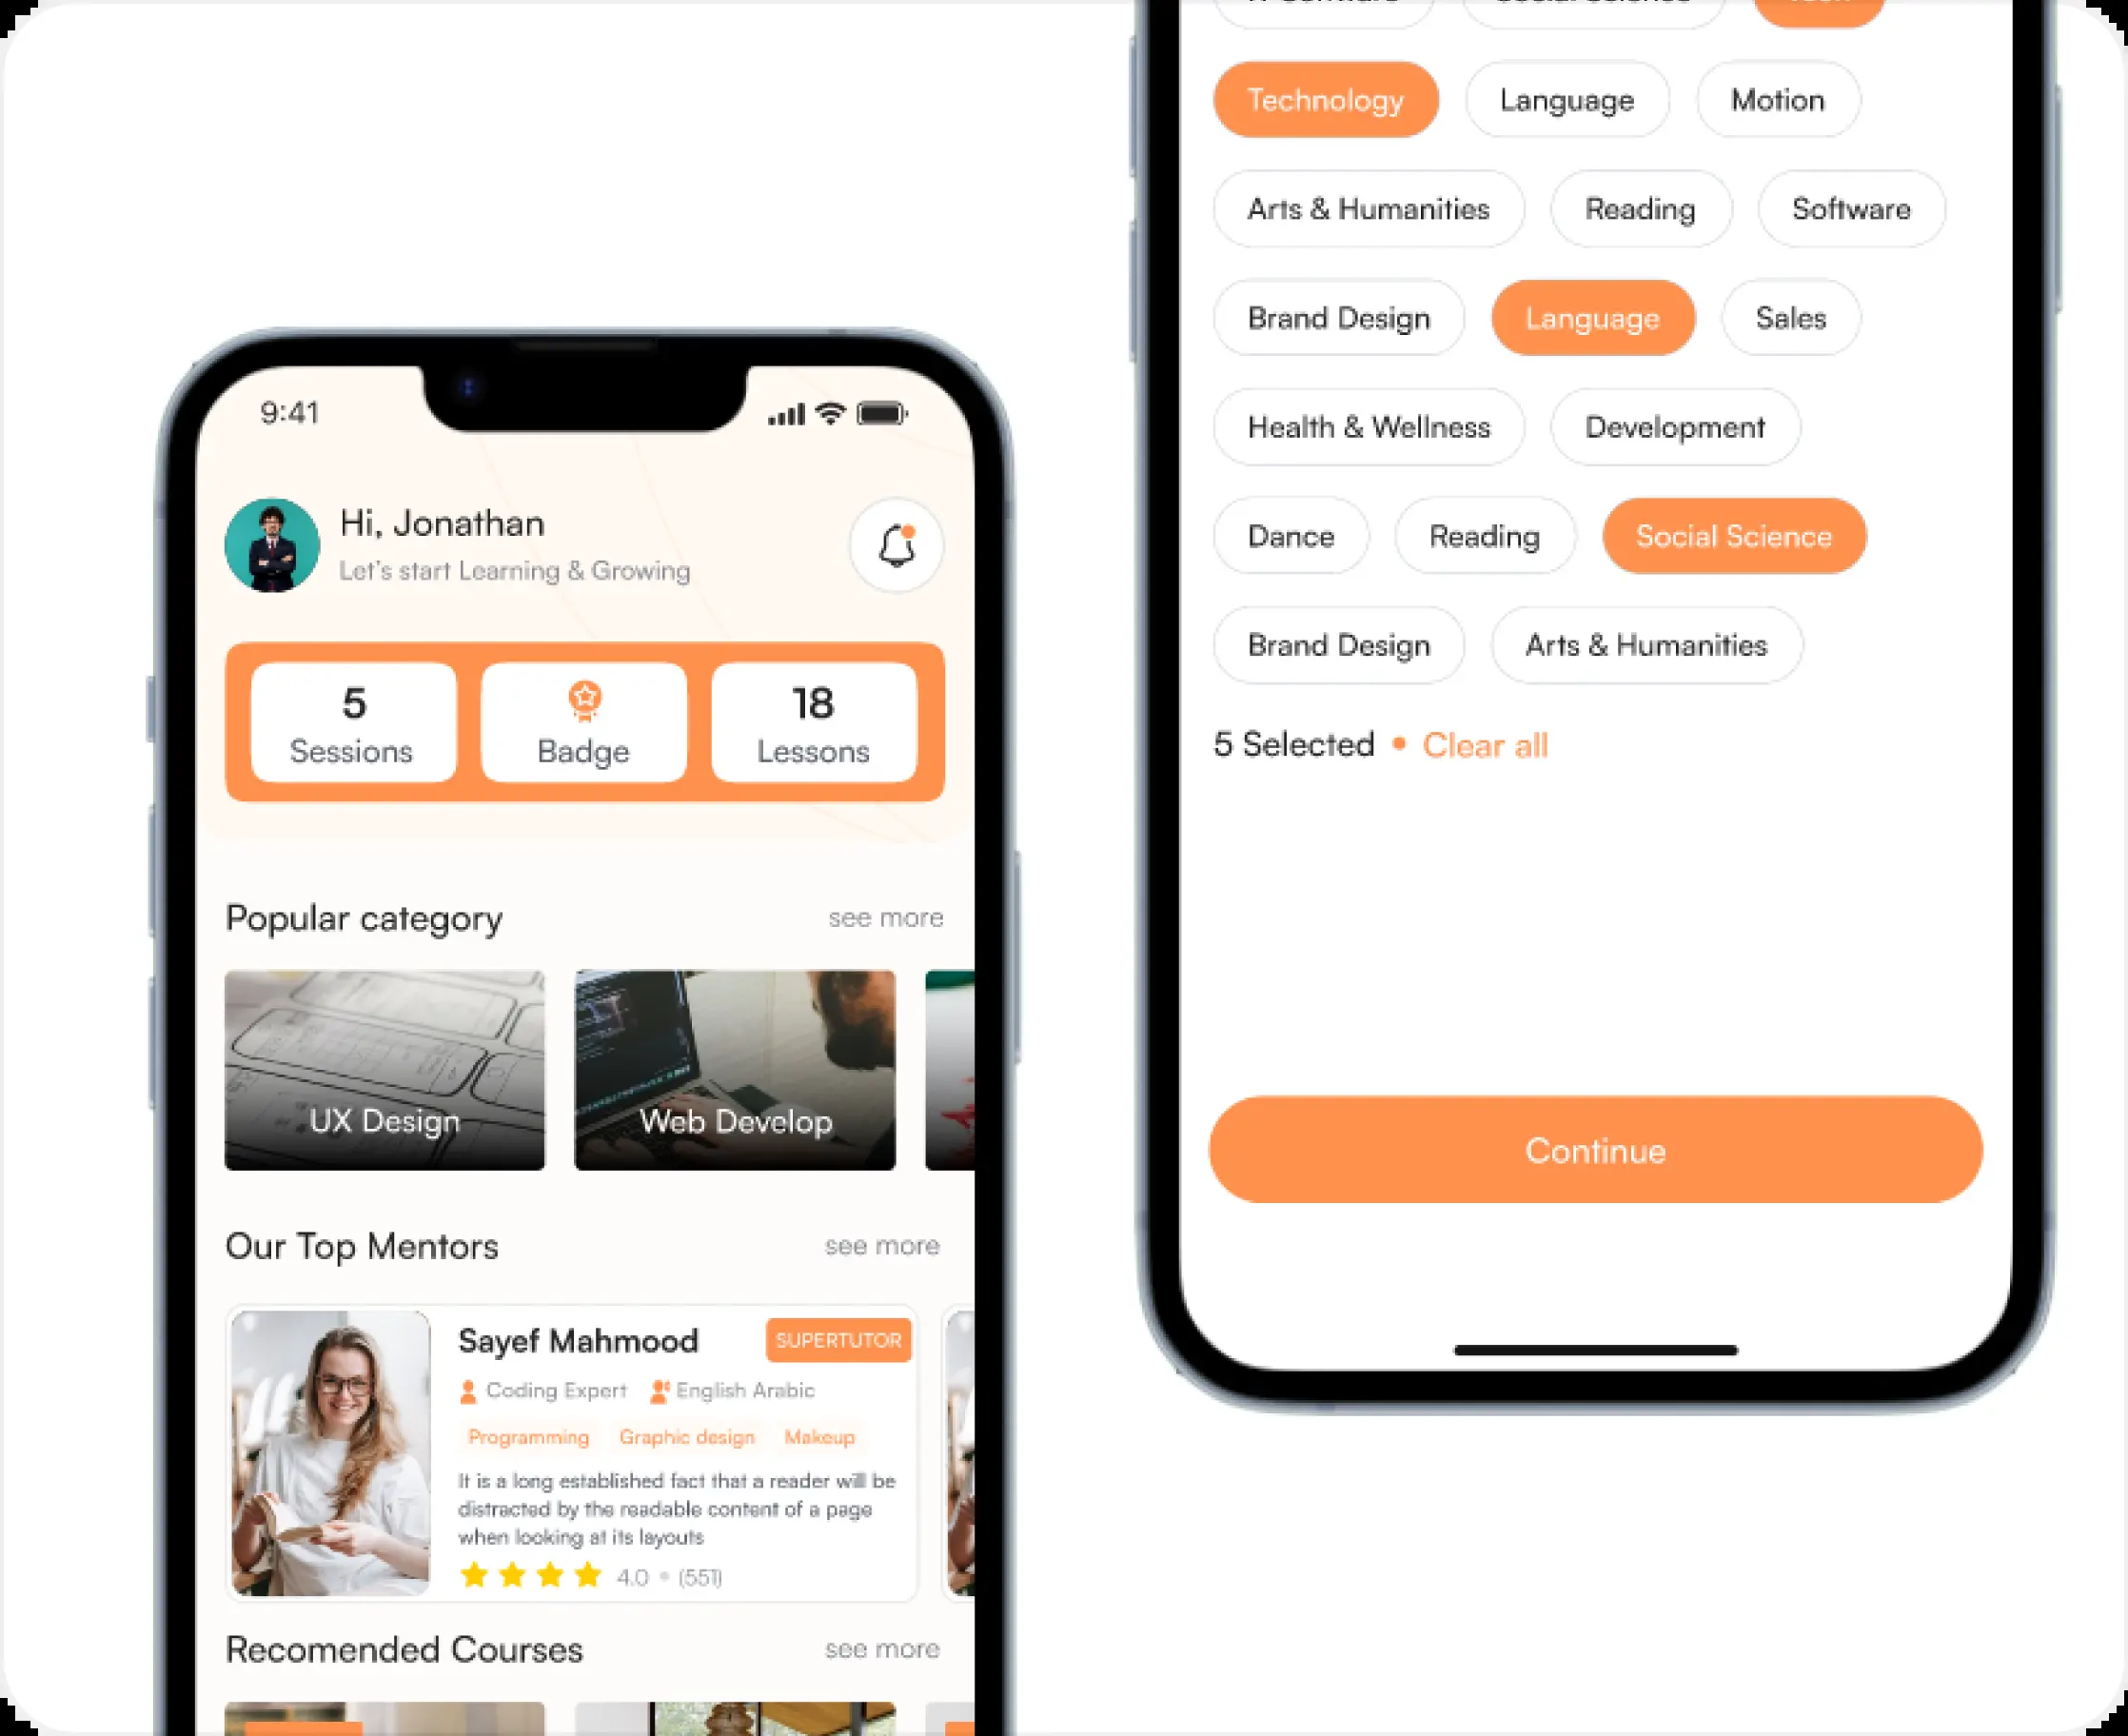 9:41
Hi, Jonathan
Let's start Learning & Growing
5
Sessions
Badge
18
Lessons
Popular category
see more
UX Design
Web Develop
Our Top Mentors
see more
Sayef Mahmood
SUPERTUTOR
Coding Expert
English Arabic
Programming
Graphic design
Makeup
It is a long established fact that a reader will be
distracted by the readable content of a page
when looking at its layouts
4.0 • (551)
Recomended Courses
see more
Technology
Language
Motion
Arts & Humanities
Reading
Software
Brand Design
Language
Sales
Health & Wellness
Development
Dance
Reading
Social Science
Brand Design
Arts & Humanities
5 Selected • Clear all
Continue